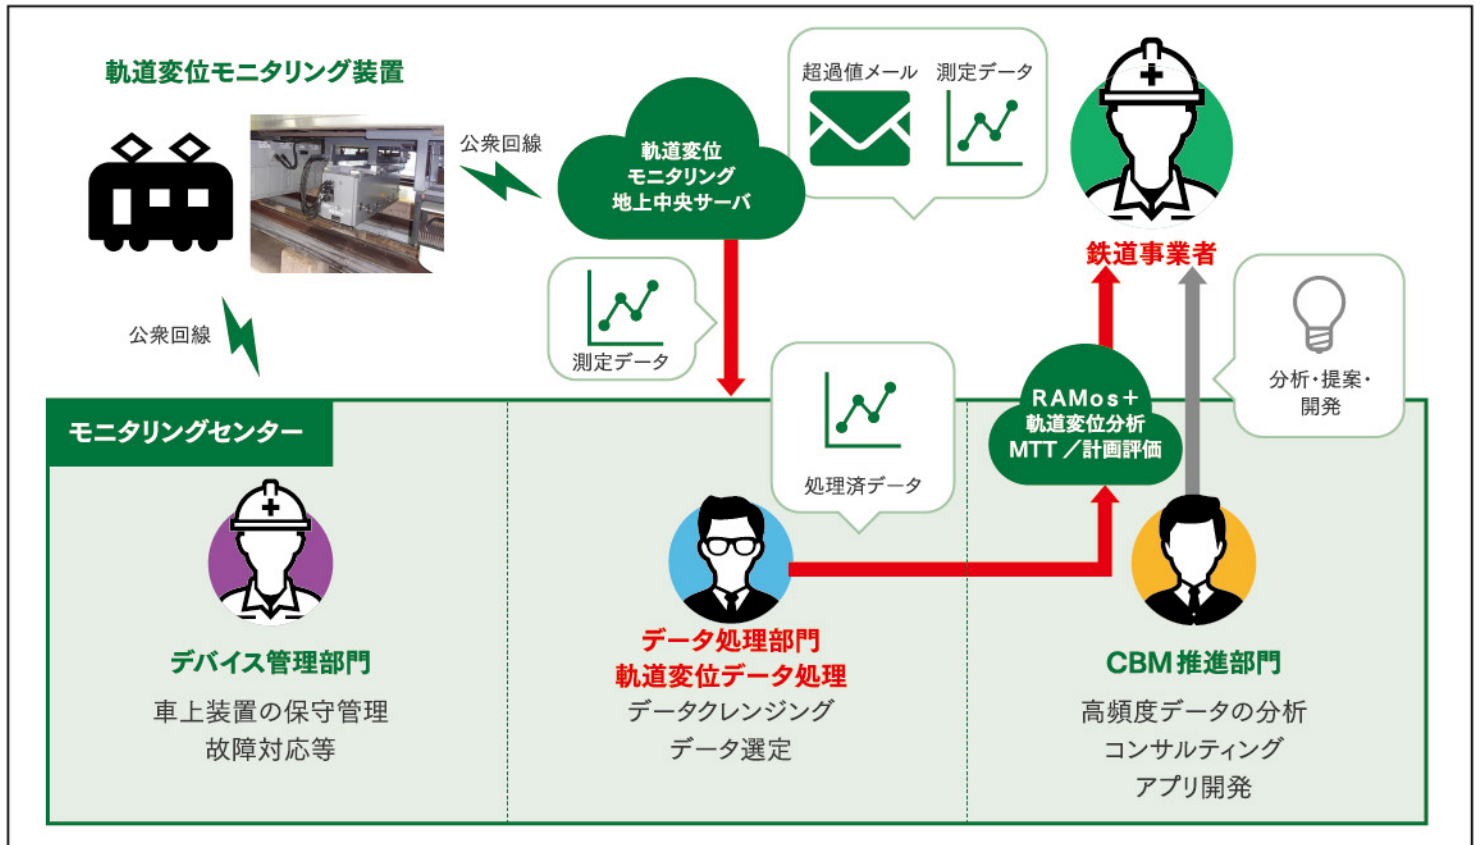 軌道変位モニタリング装置
公衆回線
軌道変位
モニタリング
地上中央サーバ
超過値メール
測定データ
鉄道事業者
公衆回線
測定データ
処理済データ
RAMos＋
軌道変位分析
MTT／計画評価
分析・提案・
開発
モニタリングセンター
デバイス管理部門
車上装置の保守管理
故障対応等
データ処理部門
軌道変位データ処理
データクレンジング
データ選定
CBM推進部門
高頻度データの分析
コンサルティング
アプリ開発